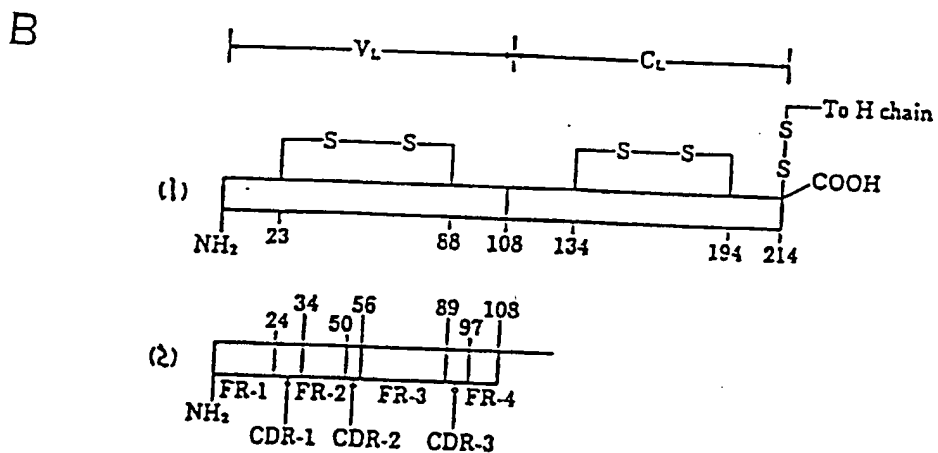 B
V_L C_L
To H chain
S S S S S S
(1) COOH
NH₂ 23 88 108 134 194 214
34 56 89 108
24 50 97
(2)
FR-1 FR-2 FR-3 FR-4
NH₂
CDR-1 CDR-2 CDR-3